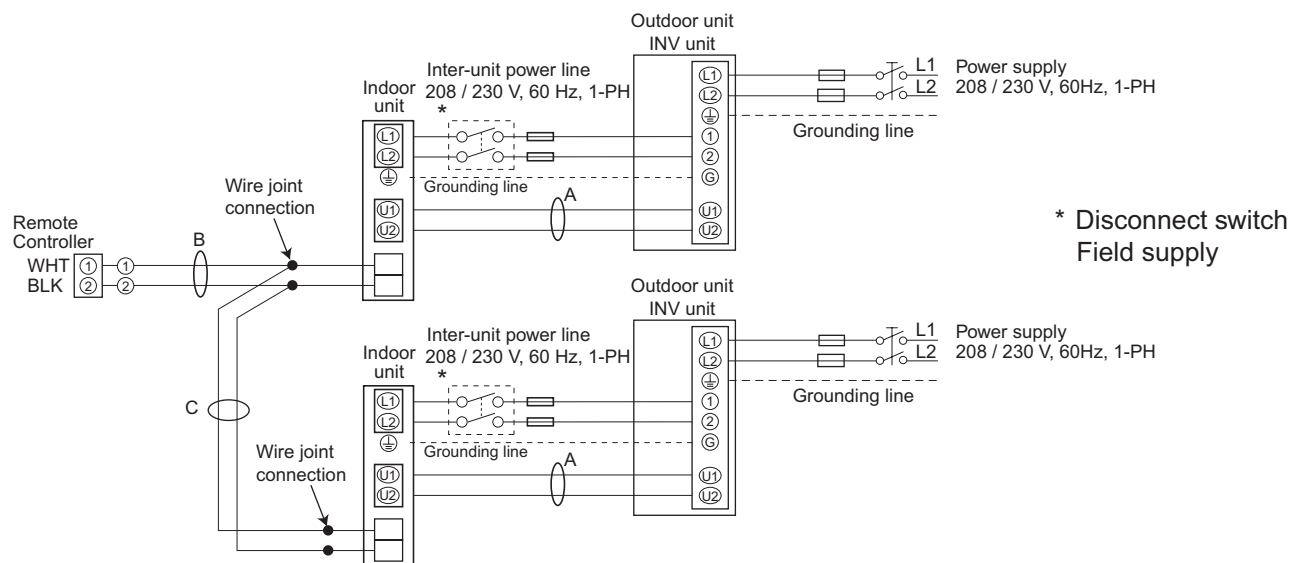 Outdoor unit
INV unit
Inter-unit power line
208 / 230 V, 60 Hz, 1-PH
*
Indoor
unit
L1
L2
1
2
G
U1
U2
L1
L2
Power supply
208 / 230 V, 60Hz, 1-PH
Grounding line
L1
L2
Grounding line
U1
U2
A
Wire joint
connection
Remote
Controller
WHT 1 1
BLK 2 2
B
* Disconnect switch
Field supply
Outdoor unit
INV unit
Inter-unit power line
208 / 230 V, 60 Hz, 1-PH
*
Indoor
unit
L1
L2
1
2
G
U1
U2
L1
L2
Power supply
208 / 230 V, 60Hz, 1-PH
Grounding line
L1
L2
Grounding line
U1
U2
A
C
Wire joint
connection